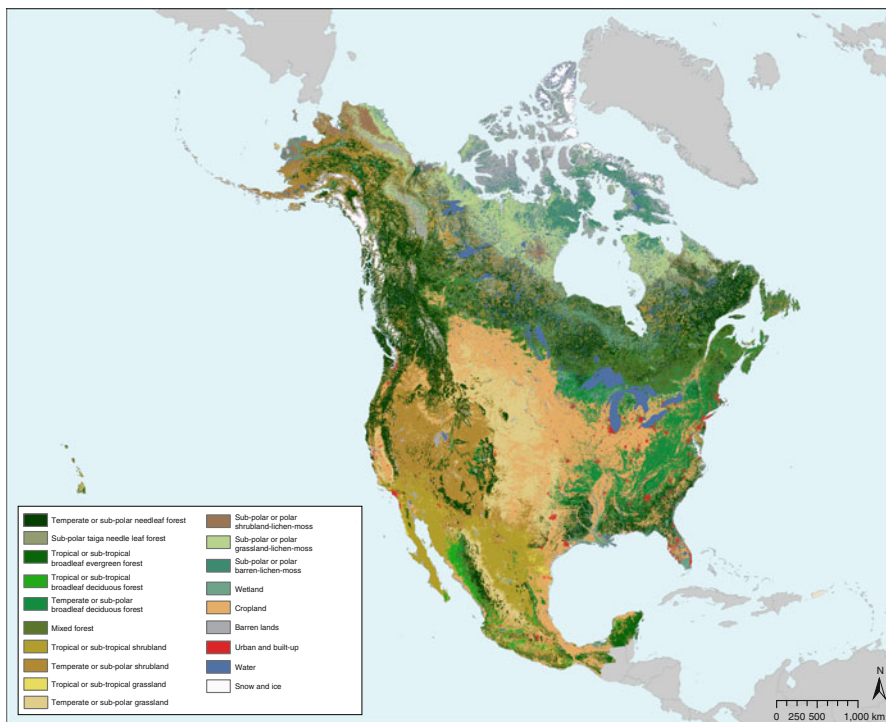 Temperate or sub-polar needleaf forest
Sub-polar taiga needle leaf forest
Tropical or sub-tropical
broadleaf evergreen forest
Tropical or sub-tropical
broadleaf deciduous forest
Temperate or sub-polar
broadleaf deciduous forest
Mixed forest
Tropical or sub-tropical shrubland
Temperate or sub-polar shrubland
Tropical or sub-tropical grassland
Temperate or sub-polar grassland
Sub-polar or polar
shrubland-lichen-moss
Sub-polar or polar
grassland-lichen-moss
Sub-polar or polar
barren-lichen-moss
Wetland
Cropland
Barren lands
Urban and built-up
Water
Snow and ice
N
0 250 500 1,000 km